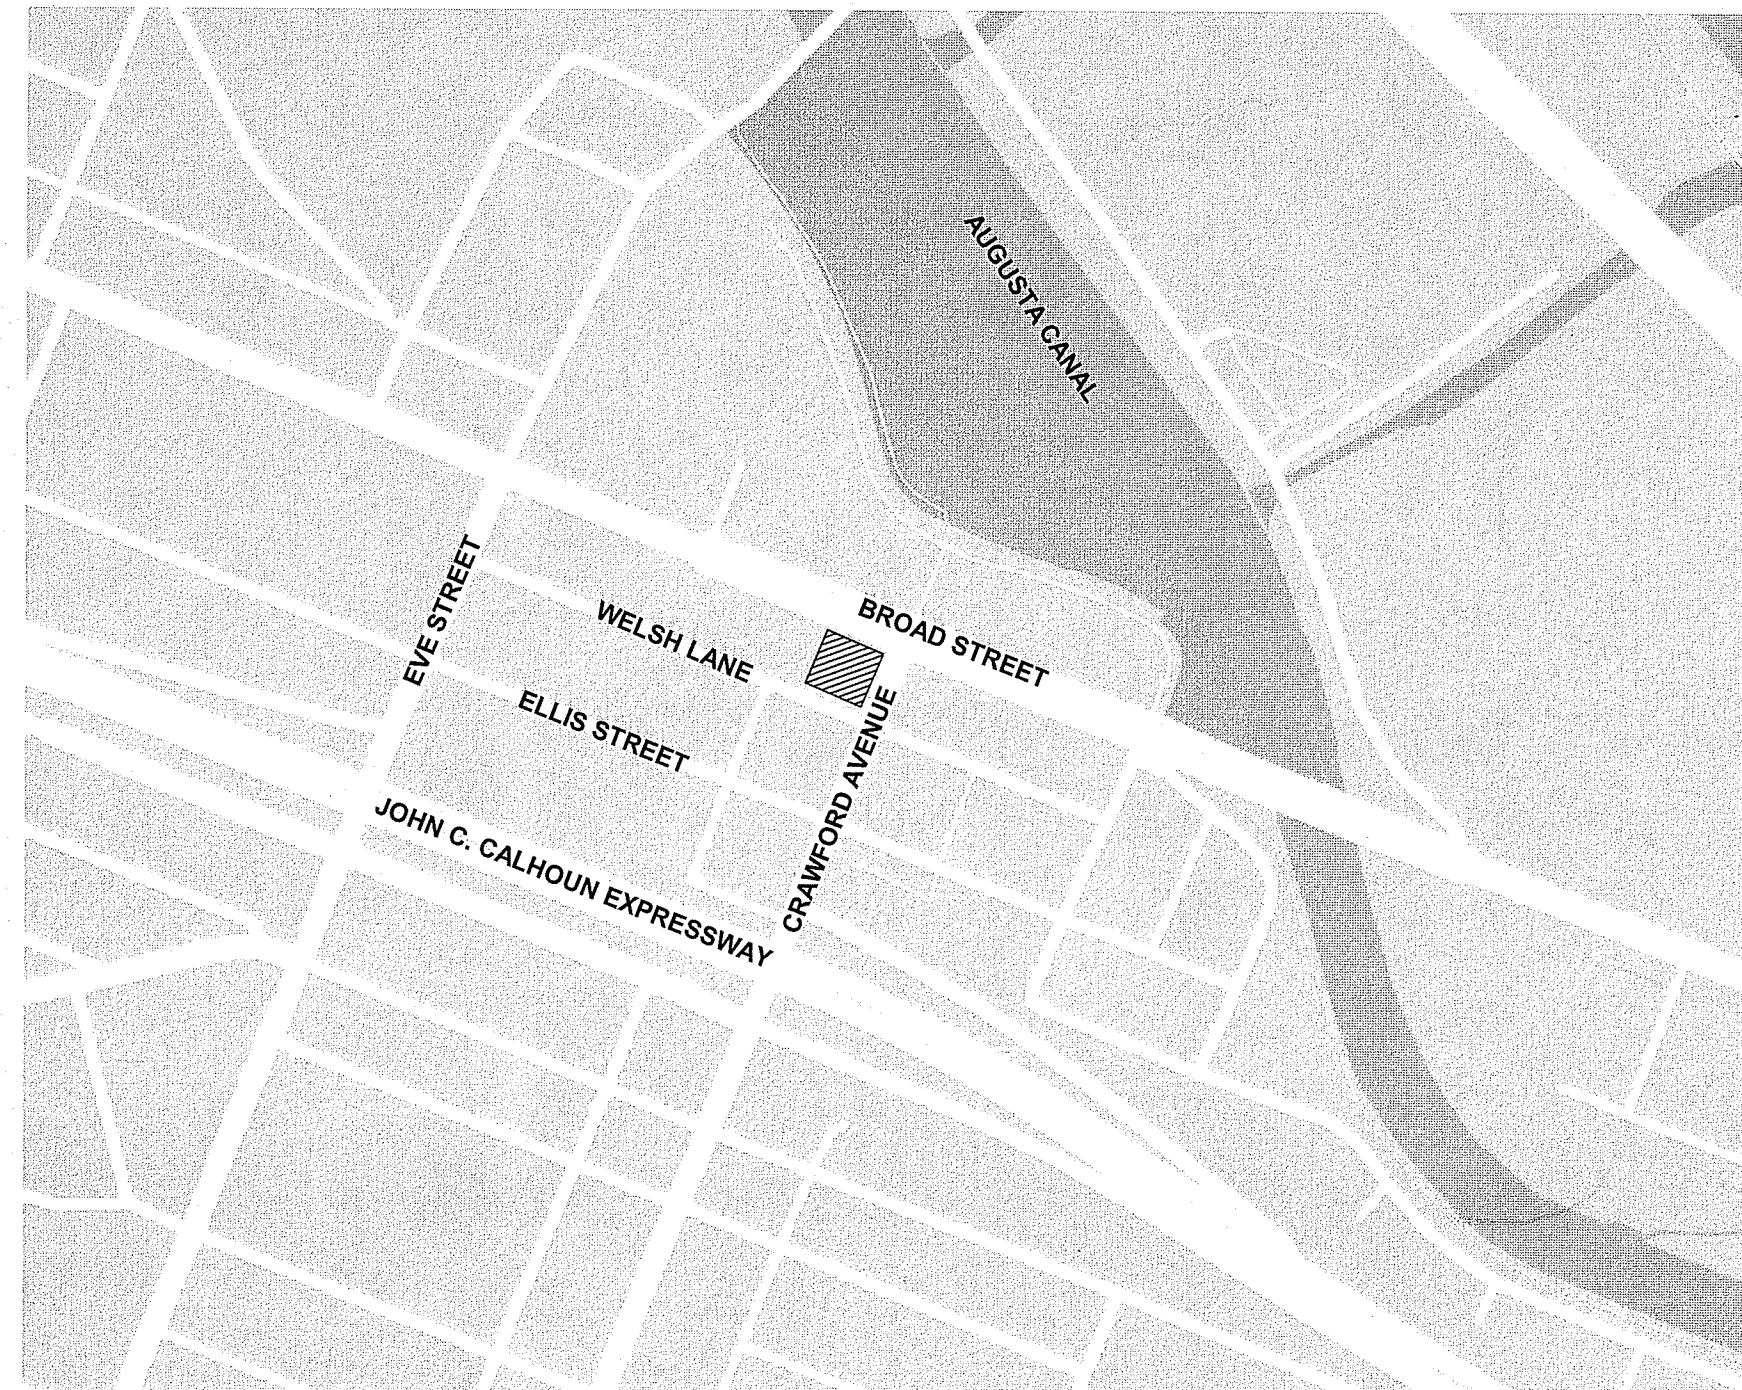 AUGUSTA CANAL
EVE STREET
WELSH LANE
BROAD STREET
ELLIS STREET
CRAWFORD AVENUE
JOHN C. CALHOUN EXPRESSWAY